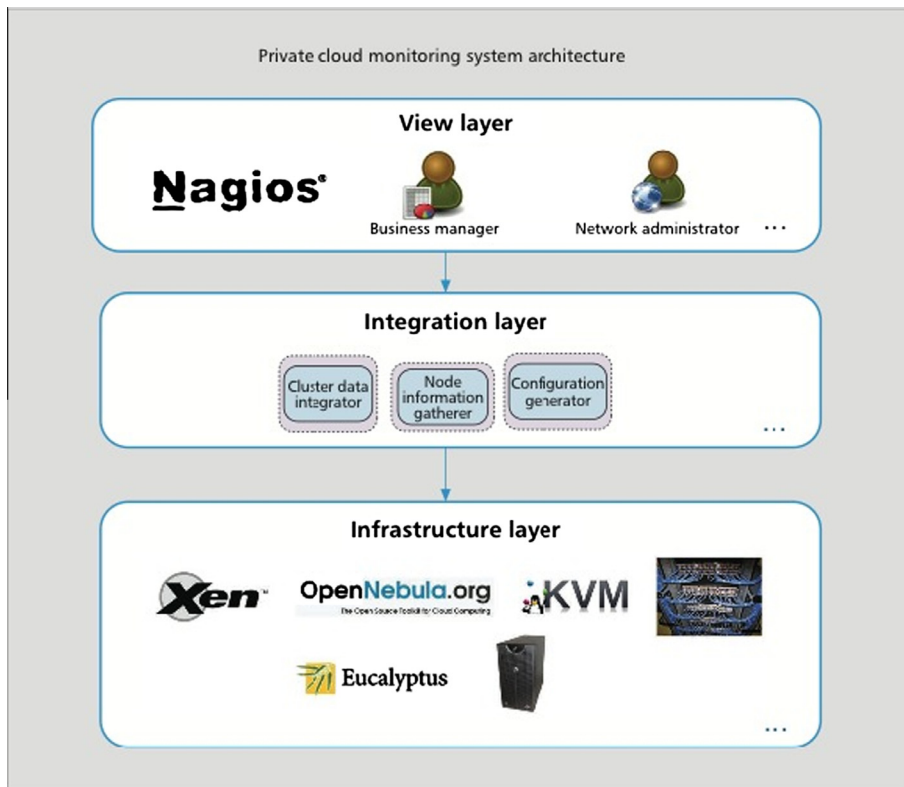 Private cloud monitoring system architecture
View layer
Nagios®
Business manager
Network administrator
...
Integration layer
Cluster data
integrator
Node
information
gatherer
Configuration
generator
...
Infrastructure layer
Xen™
OpenNebula.org
The Open Source Toolkit for Cloud Computing
KVM
Eucalyptus
...